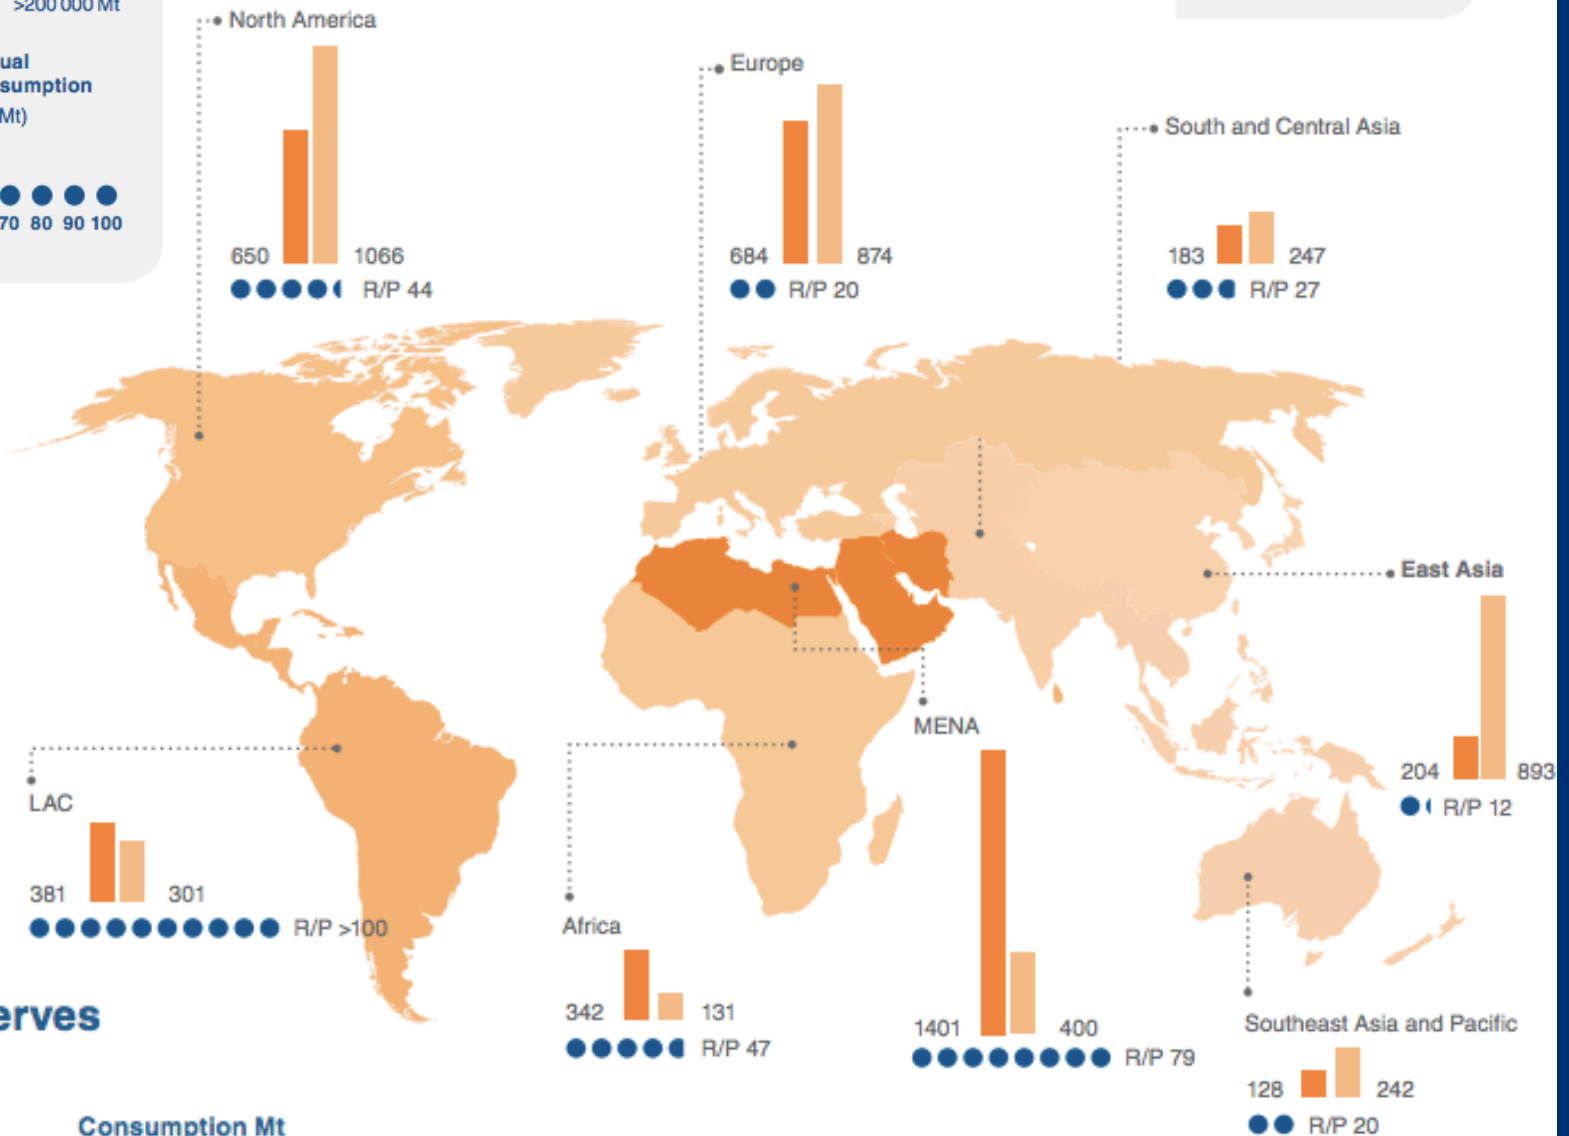 >200 000 Mt
ual
sumption
Mt)
70 80 90 100
North America
650 1066
R/P 44
Europe
684 874
R/P 20
South and Central Asia
183 247
R/P 27
East Asia
204 893
R/P 12
MENA
1401 400
R/P 79
LAC
381 301
R/P >100
Africa
342 131
R/P 47
Southeast Asia and Pacific
128 242
R/P 20
erves
Consumption Mt